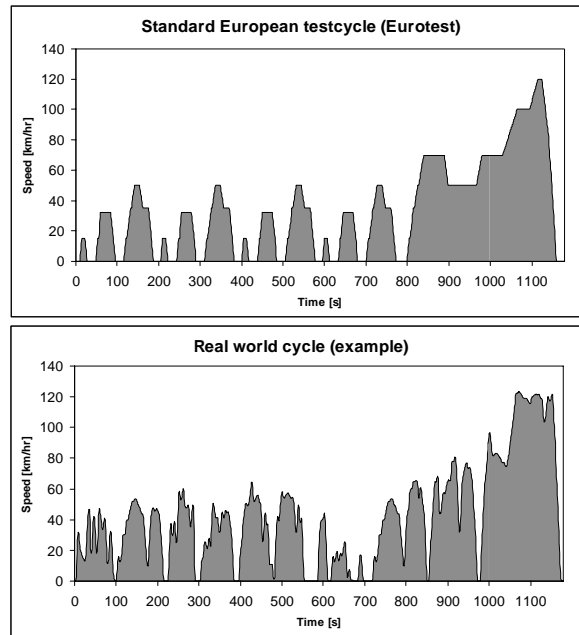 Standard European testcycle (Eurotest)
140
120
100
80
60
40
20
0
Speed [km/hr]
0 100 200 300 400 500 600 700 800 900 1000 1100
Time [s]
Real world cycle (example)
140
120
100
80
60
40
20
0
Speed [km/hr]
0 100 200 300 400 500 600 700 800 900 1000 1100
Time [s]